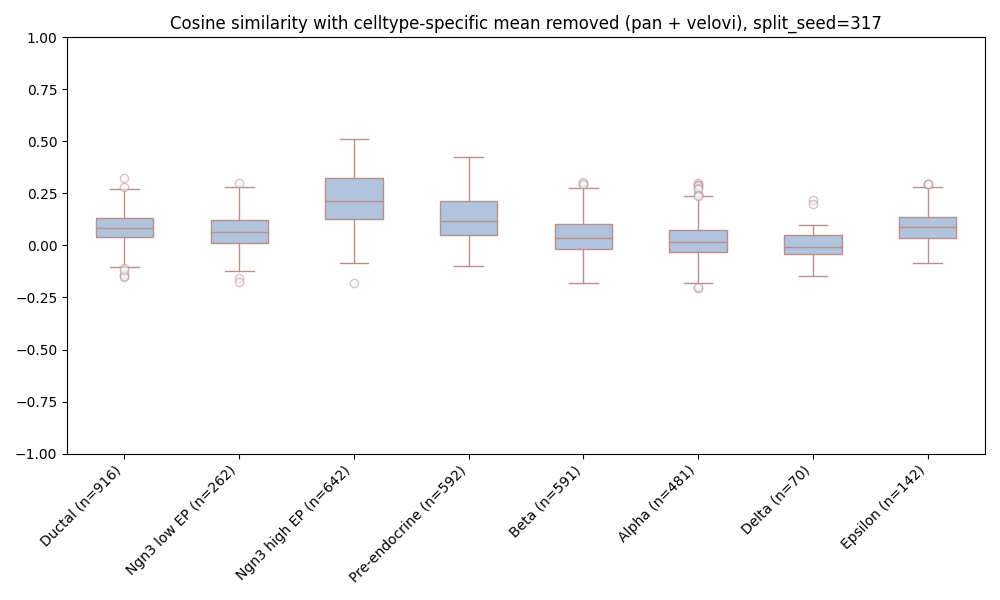 Cosine similarity with celltype-specific mean removed (pan + velovi), split_seed=317
1.00
0.75
0.50
0.25
0.00
−0.25
−0.50
−0.75
−1.00
Ductal (n=916)
Ngn3 low EP (n=262)
Ngn3 high EP (n=642)
Pre-endocrine (n=592)
Beta (n=591)
Alpha (n=481)
Delta (n=70)
Epsilon (n=142)